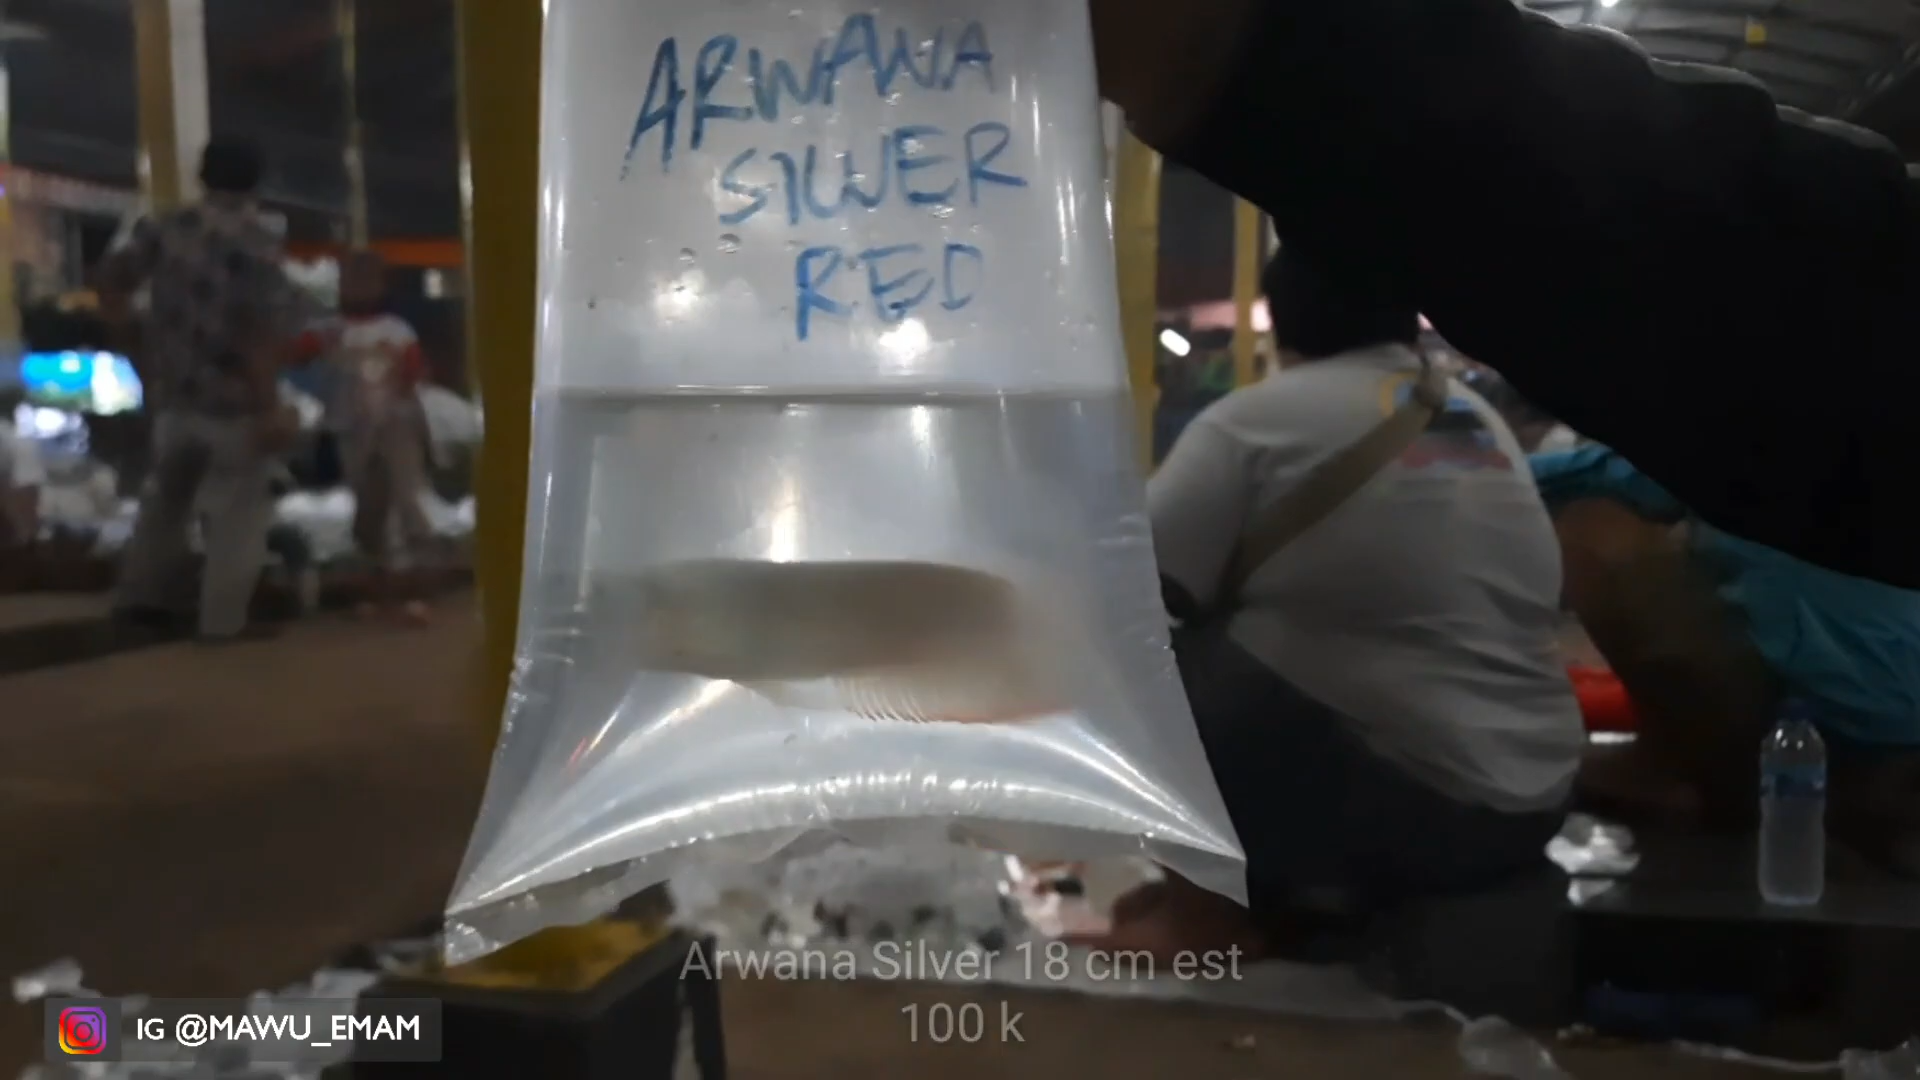 ARWANA
SILVER
RED
Arwana Silver 18 cm est
100 k
IG @MAWU_EMAM